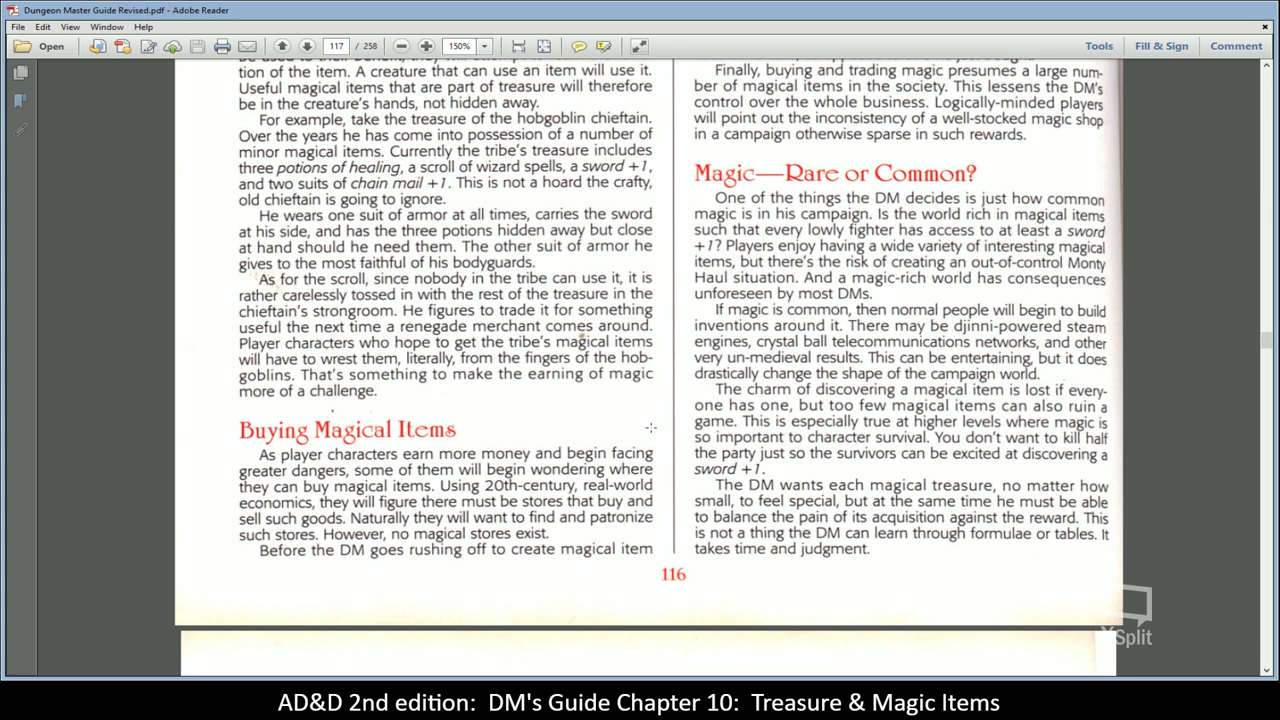 Dungeon Master Guide Revised.pdf - Adobe Reader
File Edit View Window Help
Open 117 / 258 150% Tools Fill & Sign Comment
tion of the item. A creature that can use an item will use it.
Useful magical items that are part of treasure will therefore
be in the creature's hands, not hidden away.
For example, take the treasure of the hobgoblin chieftain.
Over the years he has come into possession of a number of
minor magical items. Currently the tribe's treasure includes
three potions of healing, a scroll of wizard spells, a sword +1,
and two suits of chain mail +1. This is not a hoard the crafty,
old chieftain is going to ignore.
He wears one suit of armor at all times, carries the sword
at his side, and has the three potions hidden away but close
at hand should he need them. The other suit of armor he
gives to the most faithful of his bodyguards.
As for the scroll, since nobody in the tribe can use it, it is
rather carelessly tossed in with the rest of the treasure in the
chieftain's strongroom. He figures to trade it for something
useful the next time a renegade merchant comes around.
Player characters who hope to get the tribe's magical items
will have to wrest them, literally, from the fingers of the hob-
goblins. That's something to make the earning of magic
more of a challenge.
Buying Magical Items
As player characters earn more money and begin facing
greater dangers, some of them will begin wondering where
they can buy magical items. Using 20th-century, real-world
economics, they will figure there must be stores that buy and
sell such goods. Naturally they will want to find and patronize
such stores. However, no magical stores exist.
Before the DM goes rushing off to create magical item
Finally, buying and trading magic presumes a large num-
ber of magical items in the society. This lessens the DM's
control over the whole business. Logically-minded players
will point out the inconsistency of a well-stocked magic shop
in a campaign otherwise sparse in such rewards.
Magic—Rare or Common?
One of the things the DM decides is just how common
magic is in his campaign. Is the world rich in magical items
such that every lowly fighter has access to at least a sword
+1? Players enjoy having a wide variety of interesting magical
items, but there's the risk of creating an out-of-control Monty
Haul situation. And a magic-rich world has consequences
unforeseen by most DMs.
If magic is common, then normal people will begin to build
inventions around it. There may be djinni-powered steam
engines, crystal ball telecommunications networks, and other
very un-medieval results. This can be entertaining, but it does
drastically change the shape of the campaign world.
The charm of discovering a magical item is lost if every-
one has one, but too few magical items can also ruin a
game. This is especially true at higher levels where magic is
so important to character survival. You don't want to kill half
the party just so the survivors can be excited at discovering a
sword +1.
The DM wants each magical treasure, no matter how
small, to feel special, but at the same time he must be able
to balance the pain of its acquisition against the reward. This
is not a thing the DM can learn through formulae or tables. It
takes time and judgment.
116
XSplit
AD&D 2nd edition: DM's Guide Chapter 10: Treasure & Magic Items